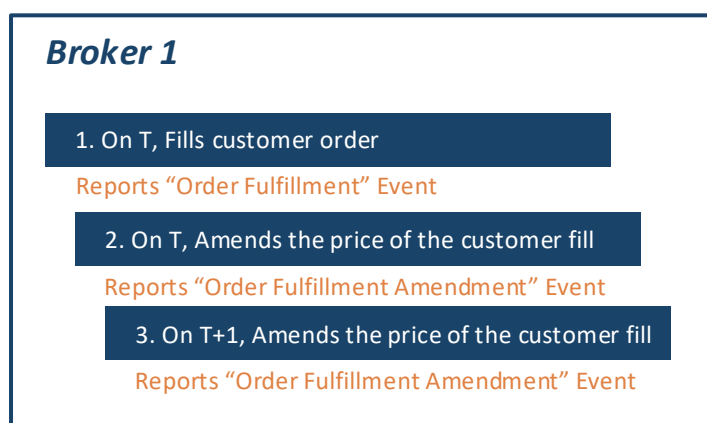 Broker 1
1. On T, Fills customer order
Reports “Order Fulfillment” Event
2. On T, Amends the price of the customer fill
Reports “Order Fulfillment Amendment” Event
3. On T+1, Amends the price of the customer fill
Reports “Order Fulfillment Amendment” Event